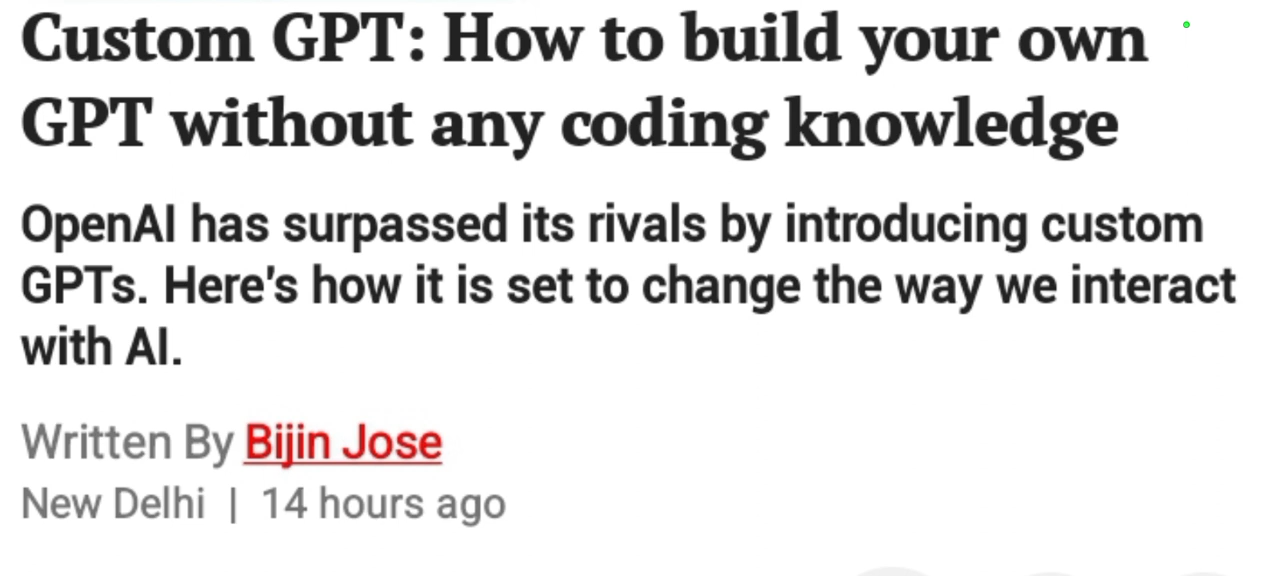 Custom GPT: How to build your own
GPT without any coding knowledge
OpenAI has surpassed its rivals by introducing custom
GPTs. Here's how it is set to change the way we interact
with AI.
Written By Bijin Jose
New Delhi | 14 hours ago